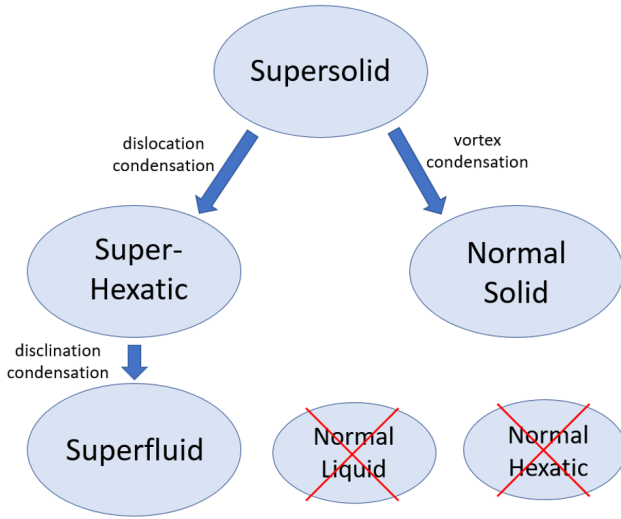 Supersolid
dislocation
condensation
vortex
condensation
Super-
Hexatic
Normal
Solid
disclination
condensation
Superfluid
Normal
Liquid
Normal
Hexatic